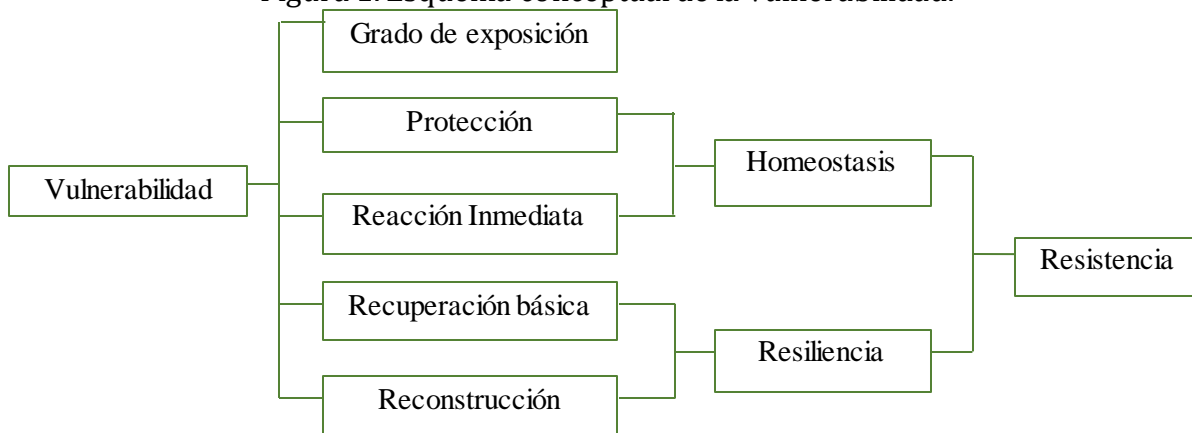 Figura 1. Esquema conceptual de la Vulnerabilidad.
Grado de exposición
Protección
Homeostasis
Vulnerabilidad
Reacción Inmediata
Resistencia
Recuperación básica
Resiliencia
Reconstrucción